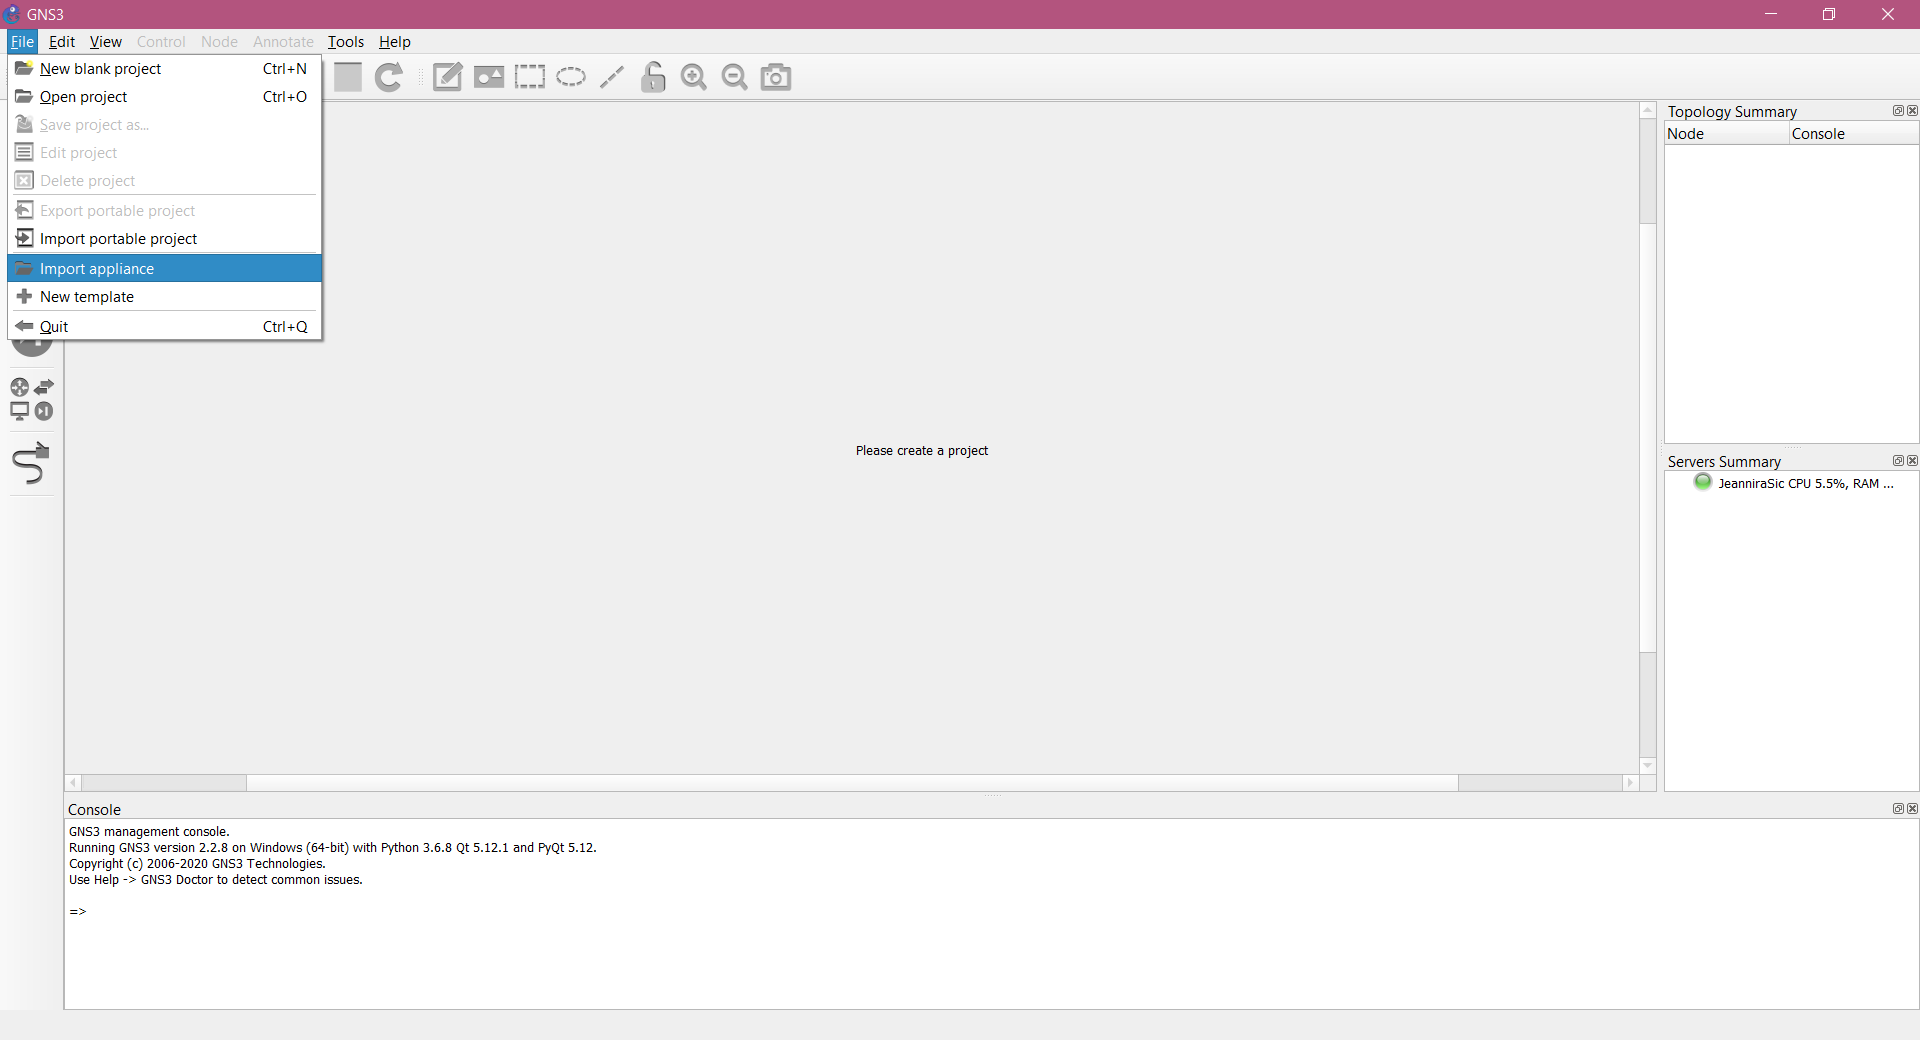 GNS3
File Edit View Control Node Annotate Tools Help
New blank project Ctrl+N
Open project Ctrl+O
Save project as...
Edit project
Delete project
Export portable project
Import portable project
Import appliance
New template
Quit Ctrl+Q
Please create a project
Topology Summary
Node Console
Servers Summary
JeanniraSic CPU 5.5%, RAM ...
Console
GNS3 management console.
Running GNS3 version 2.2.8 on Windows (64-bit) with Python 3.6.8 Qt 5.12.1 and PyQt 5.12.
Copyright (c) 2006-2020 GNS3 Technologies.
Use Help -> GNS3 Doctor to detect common issues.
=>